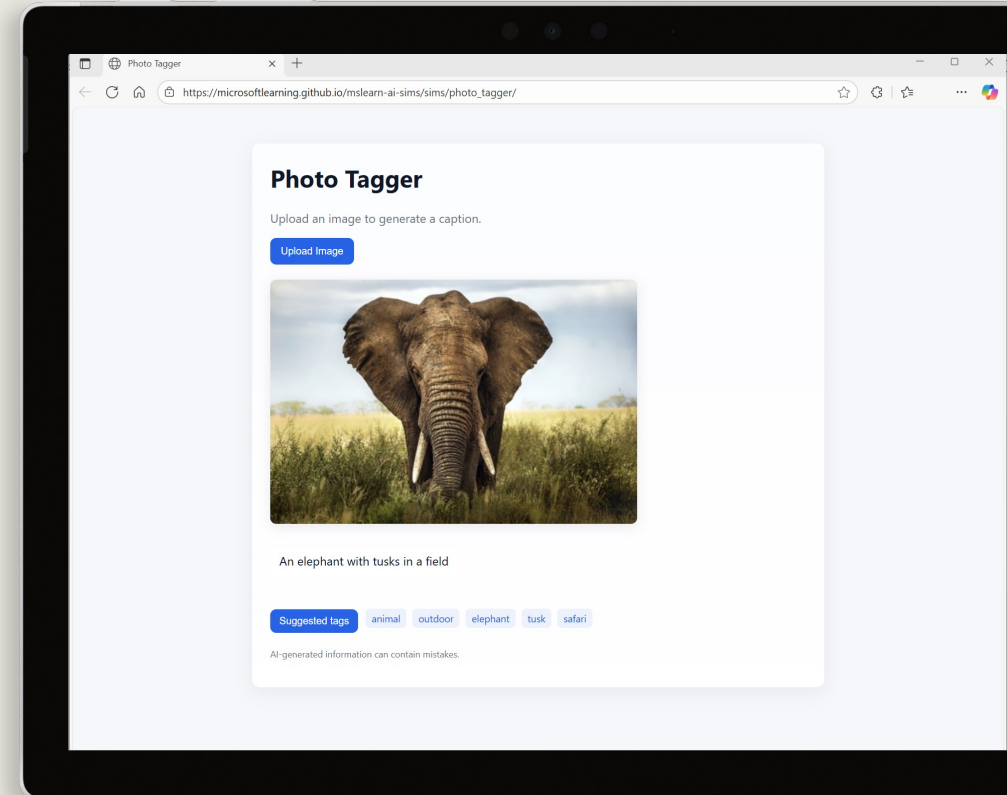 Photo Tagger
https://microsoftlearning.github.io/mslearn-ai-sims/sims/photo_tagger/
Photo Tagger
Upload an image to generate a caption.
Upload Image
An elephant with tusks in a field
Suggested tags animal outdoor elephant tusk safari
AI-generated information can contain mistakes.